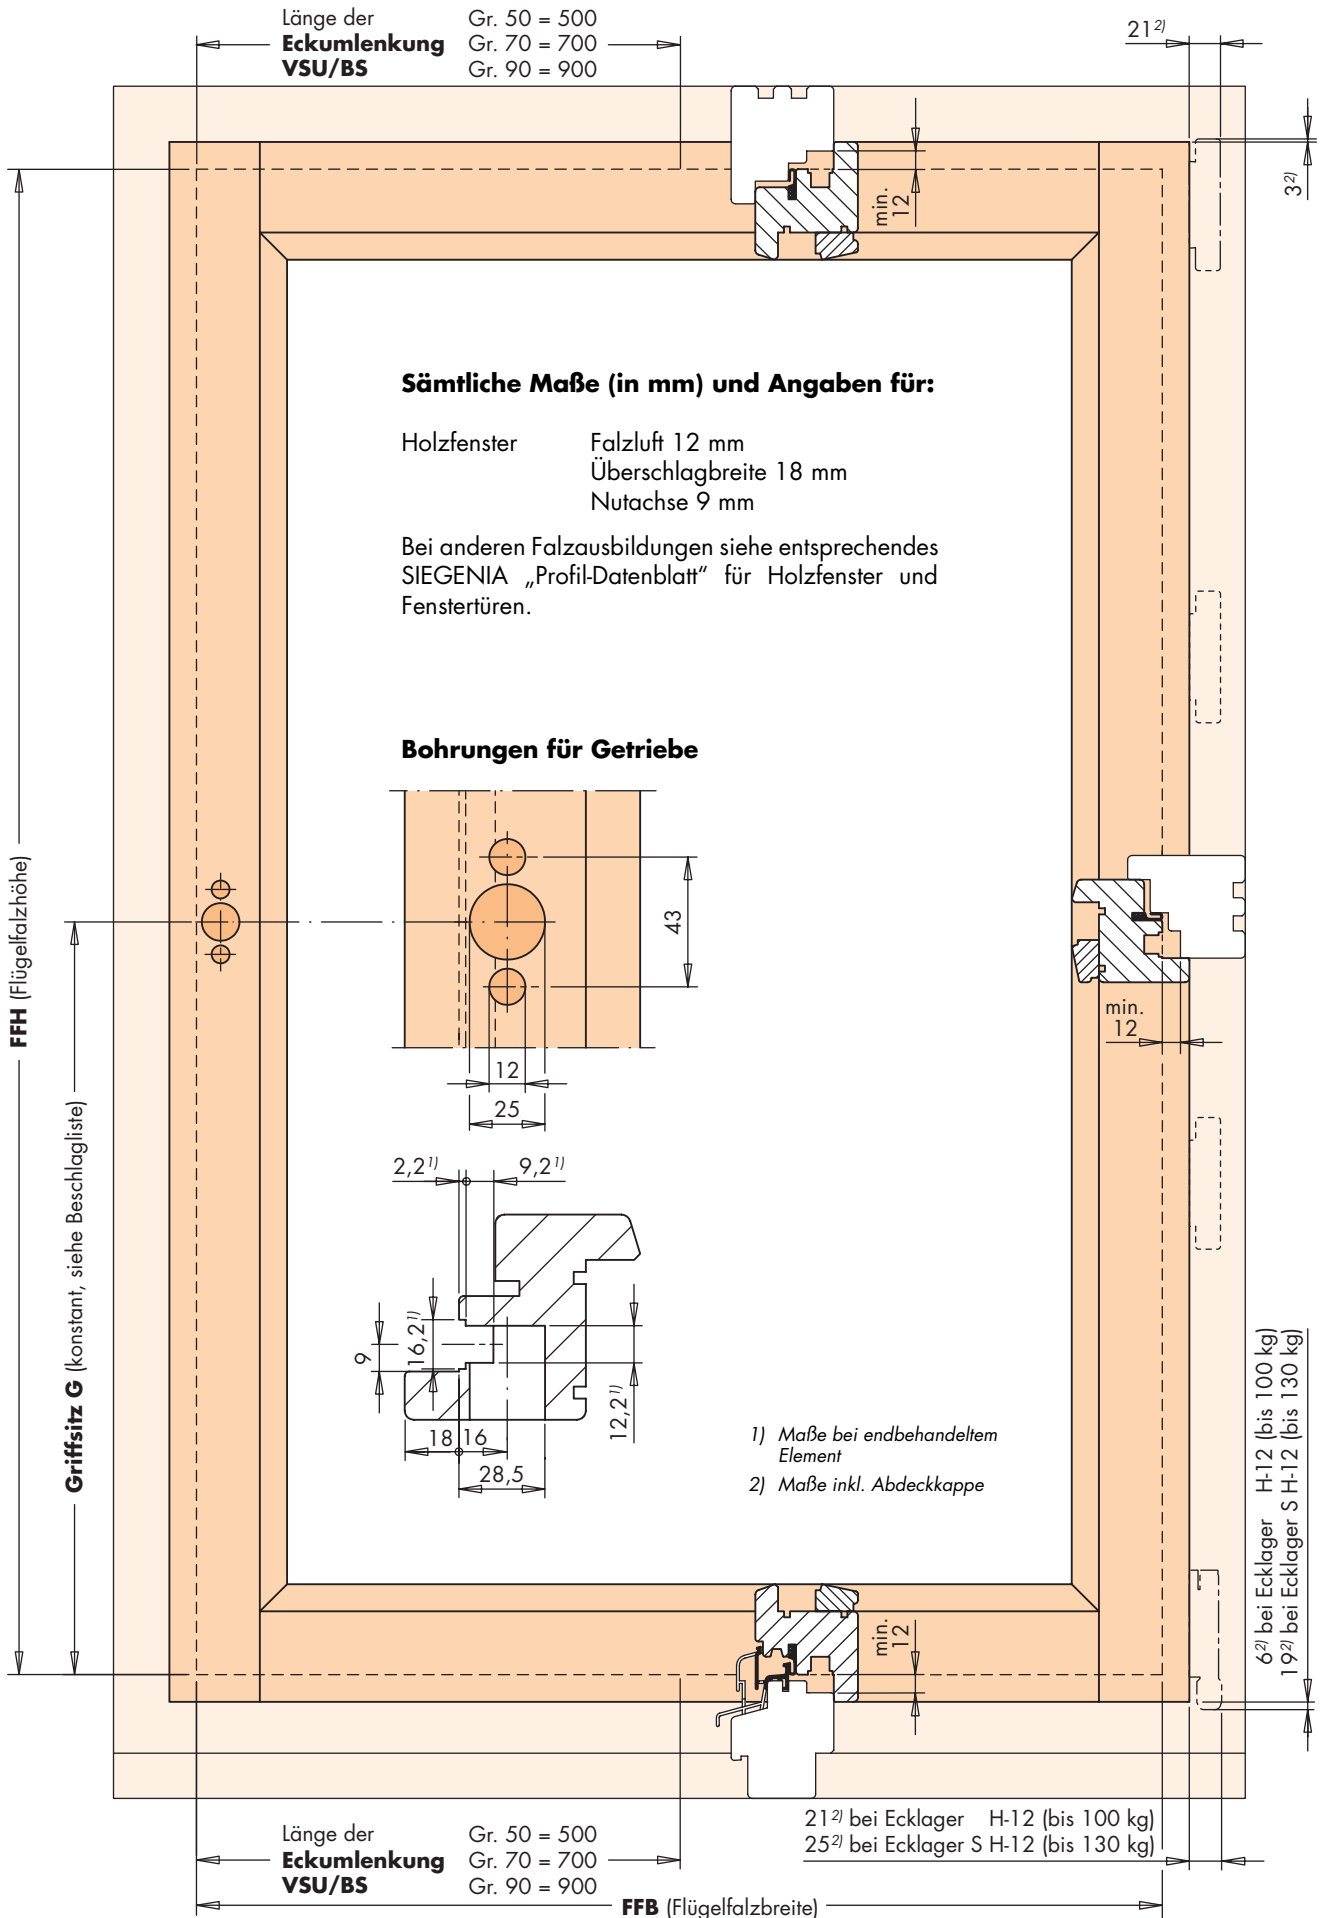 Länge der Gr. 50 = 500
Eckumlenkung Gr. 70 = 700
VSU/BS Gr. 90 = 900
21²⁾
3²⁾
min.
12
Sämtliche Maße (in mm) und Angaben für:
Holzfenster Falzluft 12 mm
Überschlagbreite 18 mm
Nutachse 9 mm
Bei anderen Falzausbildungen siehe entsprechendes
SIEGENIA „Profil-Datenblatt“ für Holzfenster und
Fenstertüren.
Bohrungen für Getriebe
FFH (Flügelfalzhöhe)
43
min.
12
12
25
Griffsitz G (konstant, siehe Beschlagliste)
2,2¹⁾ 9,2¹⁾
9
16,2¹⁾
12,2¹⁾
18 16
28,5
1) Maße bei endbehandeltem
Element
2) Maße inkl. Abdeckkappe
6²⁾ bei Ecklager H-12 (bis 100 kg)
19²⁾ bei Ecklager S H-12 (bis 130 kg)
min.
12
21²⁾ bei Ecklager H-12 (bis 100 kg)
25²⁾ bei Ecklager S H-12 (bis 130 kg)
Länge der Gr. 50 = 500
Eckumlenkung Gr. 70 = 700
VSU/BS Gr. 90 = 900
FFB (Flügelfalzbreite)